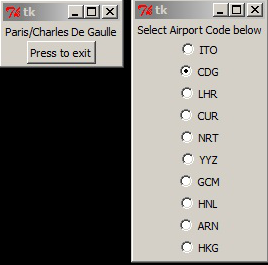 tk
Paris/Charles De Gaulle
Press to exit
tk
Select Airport Code below
ITO
CDG
LHR
CUR
NRT
YYZ
GCM
HNL
ARN
HKG